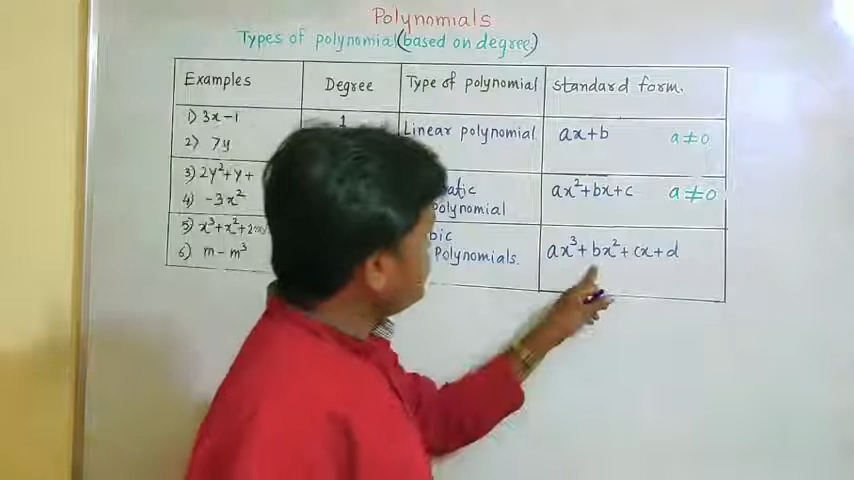 Polynomials
Types of polynomial (based on degree)
Examples Degree Type of polynomial standard form.
1) 3x-1 1 Linear polynomial ax+b a≠0
2) 7y
3) 2y²+y+ ax²+bx+c a≠0
4) -3x² polynomial
5) x³+x²+2 ax³+bx²+cx+d
6) m-m³ Polynomials.